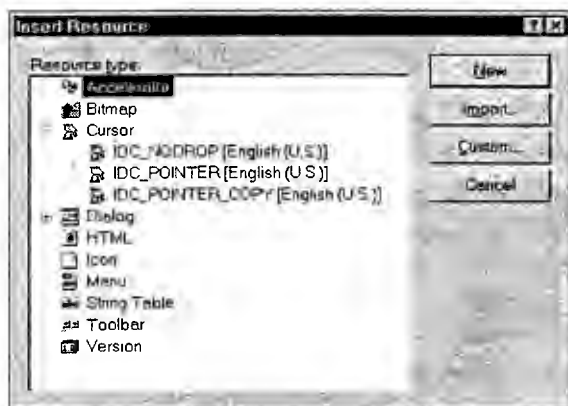 Insert Resource
Resource type:
Accelerator
Bitmap
Cursor
IDC_NODROP [English (U.S.)]
IDC_POINTER [English (U.S.)]
IDC_POINTER_COPY [English (U.S.)]
Dialog
HTML
Icon
Menu
String Table
Toolbar
Version
New
Import...
Custom...
Cancel